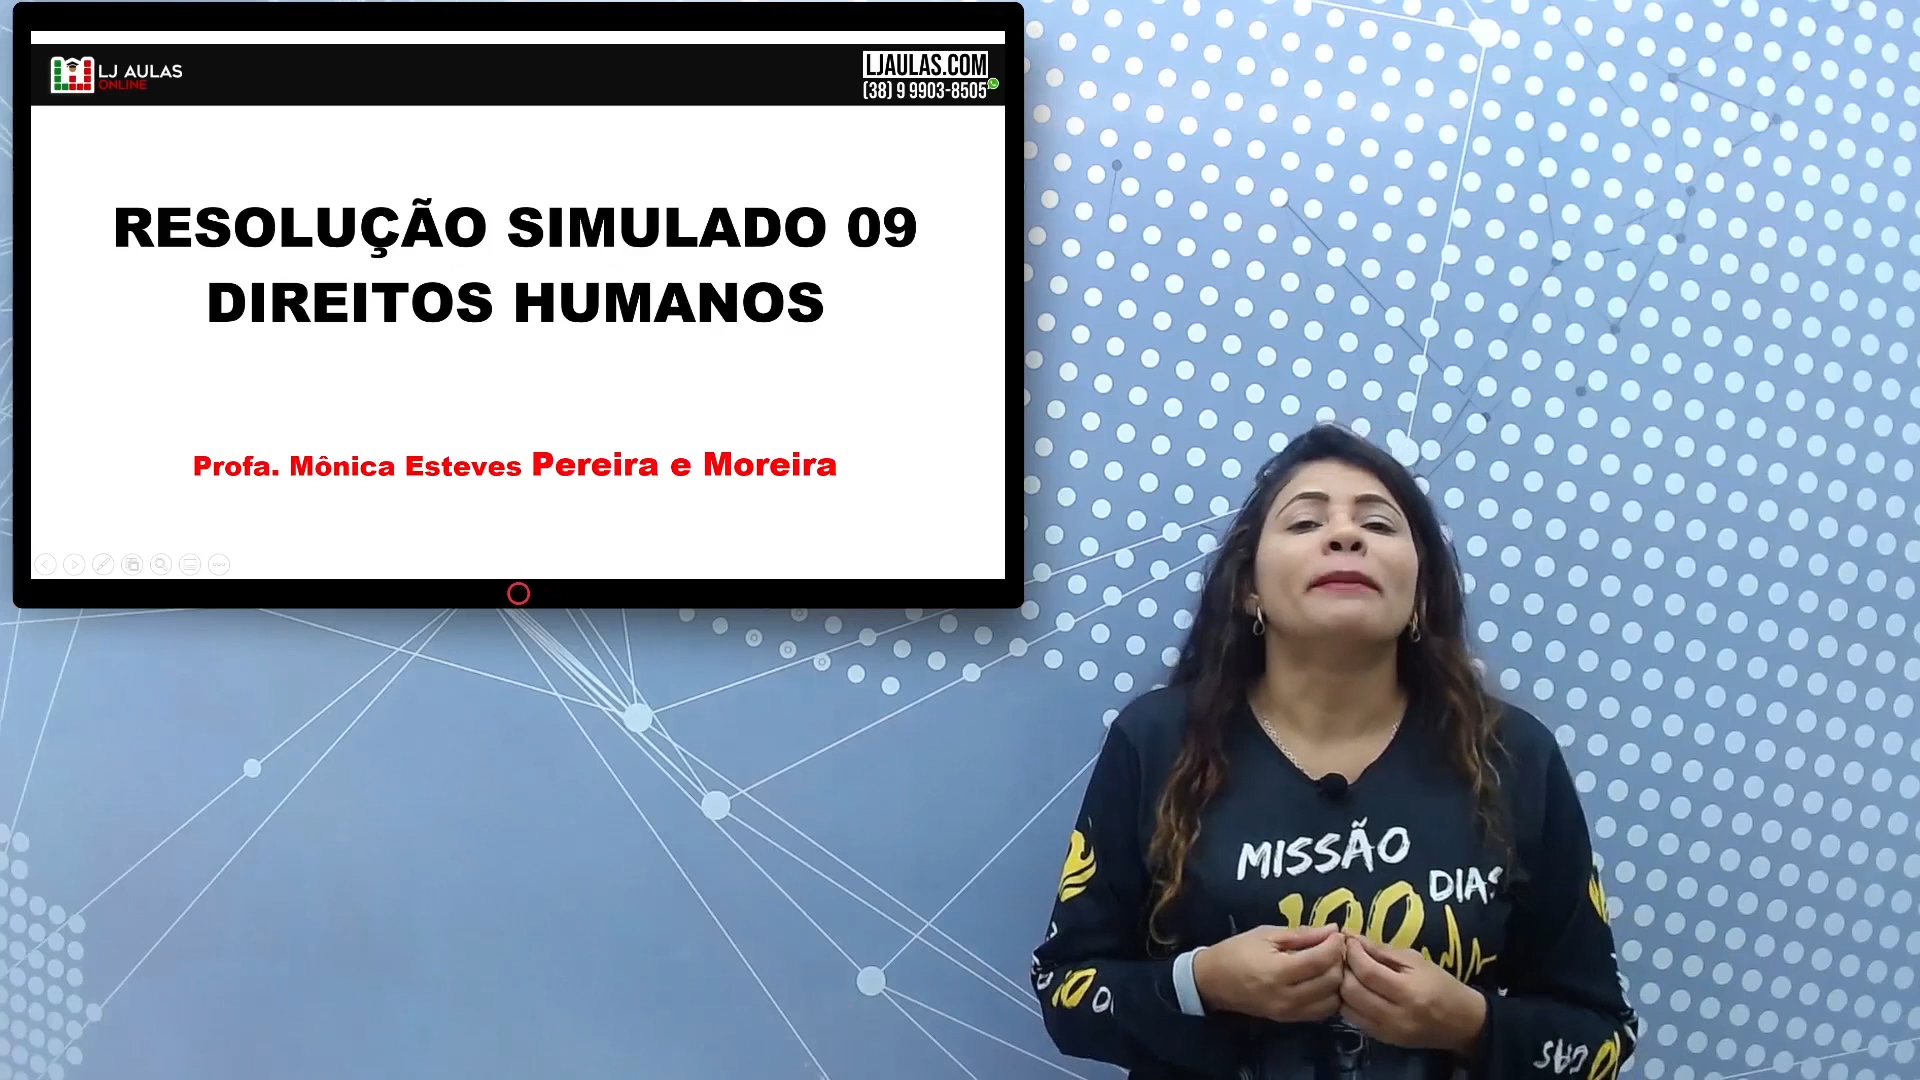 LJ AULAS
ONLINE
LJAULAS.COM
(38) 9 9903-8505
RESOLUÇÃO SIMULADO 09
DIREITOS HUMANOS
Profa. Mônica Esteves Pereira e Moreira
MISSÃO
100 DIAS